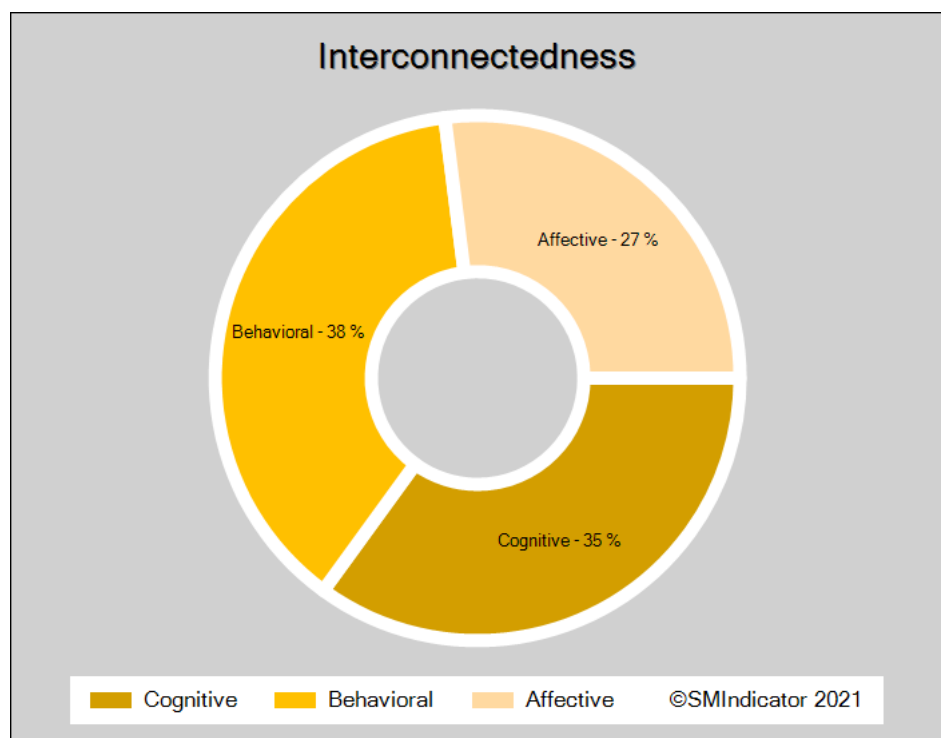 Interconnectedness
Affective - 27 %
Behavioral - 38 %
Cognitive - 35 %
Cognitive Behavioral Affective ©SMIndicator 2021